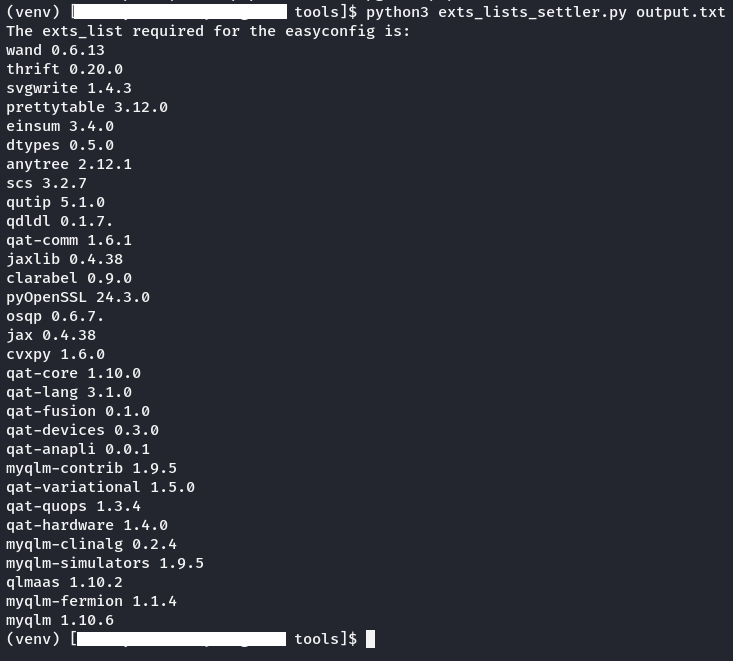 (venv) [ tools]$ python3 exts_lists_settler.py output.txt
The exts_list required for the easyconfig is:
wand 0.6.13
thrift 0.20.0
svgwrite 1.4.3
prettytable 3.12.0
einsum 3.4.0
dtypes 0.5.0
anytree 2.12.1
scs 3.2.7
qutip 5.1.0
qdldl 0.1.7.
qat-comm 1.6.1
jaxlib 0.4.38
clarabel 0.9.0
pyOpenSSL 24.3.0
osqp 0.6.7.
jax 0.4.38
cvxpy 1.6.0
qat-core 1.10.0
qat-lang 3.1.0
qat-fusion 0.1.0
qat-devices 0.3.0
qat-anapli 0.0.1
myqlm-contrib 1.9.5
qat-variational 1.5.0
qat-quops 1.3.4
qat-hardware 1.4.0
myqlm-clinalg 0.2.4
myqlm-simulators 1.9.5
qlmaas 1.10.2
myqlm-fermion 1.1.4
myqlm 1.10.6
(venv) [ tools]$